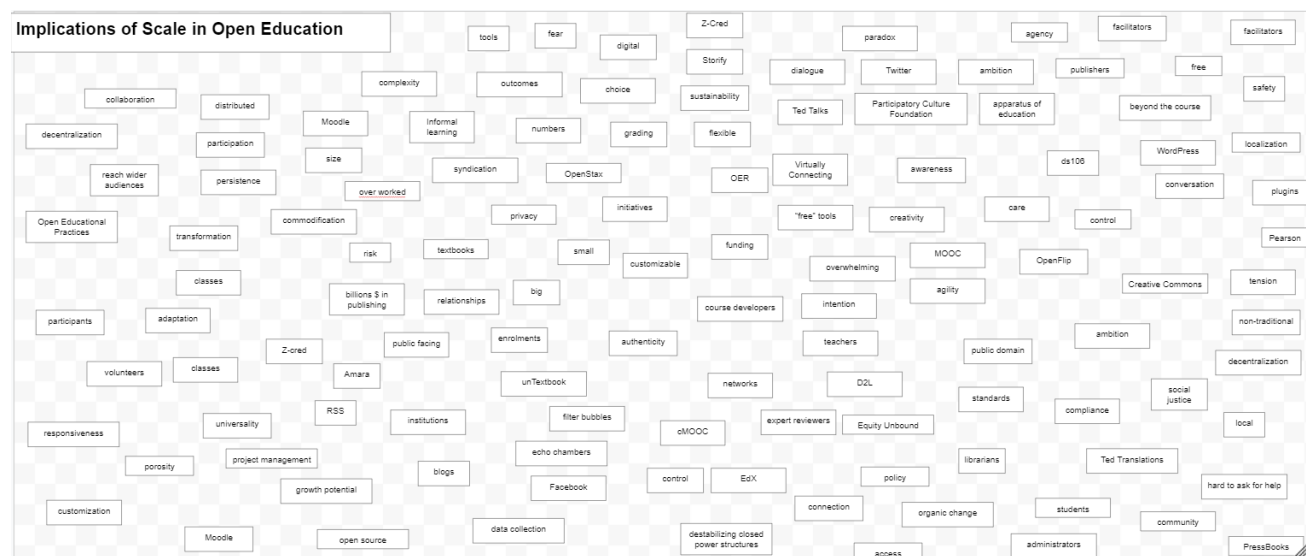 Implications of Scale in Open Education
tools
fear
digital
Z-Cred
paradox
agency
facilitators
facilitators
Storify
dialogue
Twitter
ambition
publishers
free
complexity
outcomes
choice
sustainability
safety
collaboration
distributed
Ted Talks
Participatory Culture
Foundation
apparatus of
education
beyond the course
decentralization
participation
Moodle
Informal
learning
numbers
grading
flexible
localization
size
syndication
OpenStax
OER
Virtually
Connecting
awareness
ds106
WordPress
reach wider
audiences
persistence
over worked
conversation
plugins
Open Educational
Practices
transformation
commodification
privacy
initiatives
"free" tools
creativity
care
control
Pearson
risk
textbooks
small
customizable
funding
overwhelming
MOOC
OpenFlip
classes
billions $ in
publishing
relationships
big
course developers
intention
agility
Creative Commons
tension
participants
adaptation
Z-cred
public facing
enrolments
authenticity
teachers
public domain
ambition
non-traditional
decentralization
volunteers
classes
Amara
unTextbook
networks
D2L
standards
social
justice
responsiveness
universality
RSS
institutions
filter bubbles
cMOOC
expert reviewers
Equity Unbound
compliance
local
porosity
project management
blogs
echo chambers
librarians
Ted Translations
growth potential
Facebook
control
EdX
policy
hard to ask for help
customization
connection
organic change
students
community
Moodle
open source
data collection
destabilizing closed
power structures
access
administrators
PressBooks